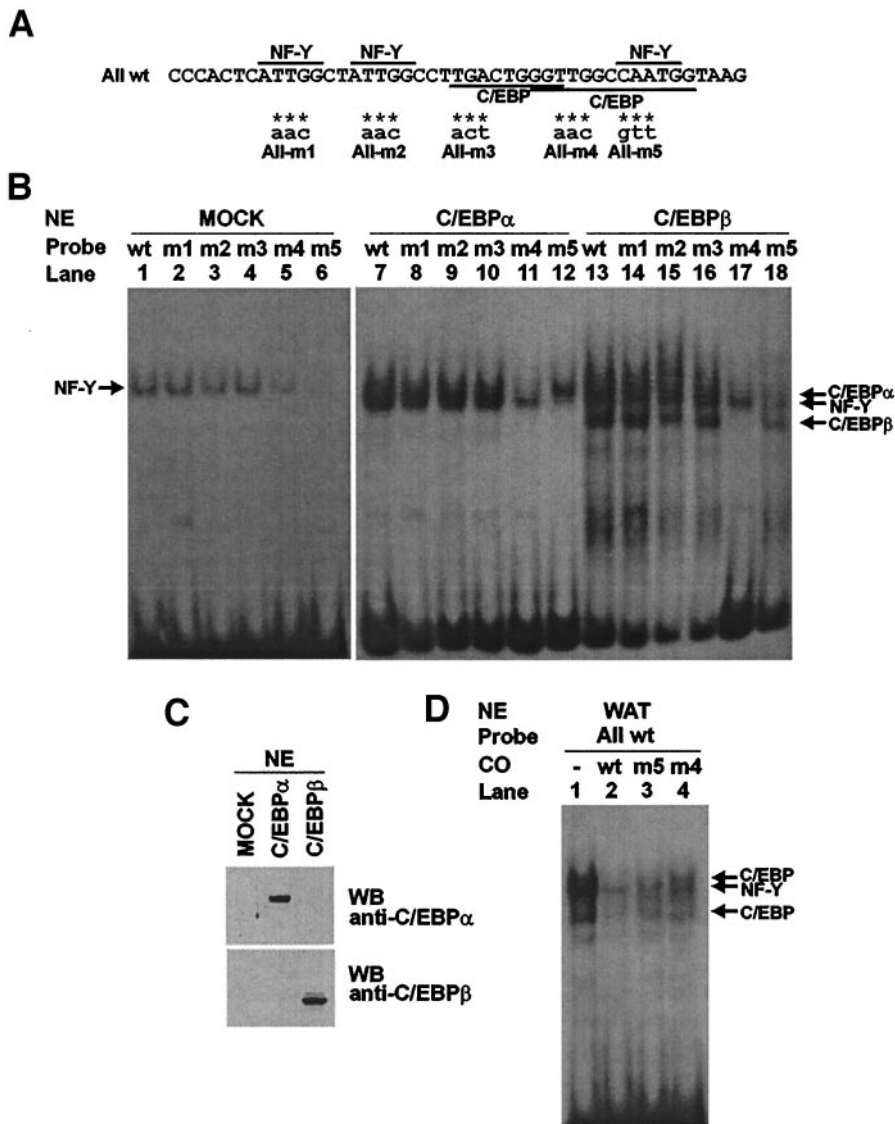 A
NF-Y NF-Y NF-Y
AII wt CCCACTCATTGGCTATTGGCCTTGACTGGGTTGGCCAATGGTAAG
C/EBP C/EBP
*** *** *** *** ***
aac aac act aac gtt
AII-m1 AII-m2 AII-m3 AII-m4 AII-m5
B
NE MOCK C/EBPα C/EBPβ
Probe wt m1 m2 m3 m4 m5 wt m1 m2 m3 m4 m5 wt m1 m2 m3 m4 m5
Lane 1 2 3 4 5 6 7 8 9 10 11 12 13 14 15 16 17 18
NF-Y
C/EBPα
NF-Y
C/EBPβ
C
NE
MOCK C/EBPα C/EBPβ
WB
anti-C/EBPα
WB
anti-C/EBPβ
D
NE WAT
Probe AII wt
CO - wt m5 m4
Lane 1 2 3 4
C/EBP
NF-Y
C/EBP